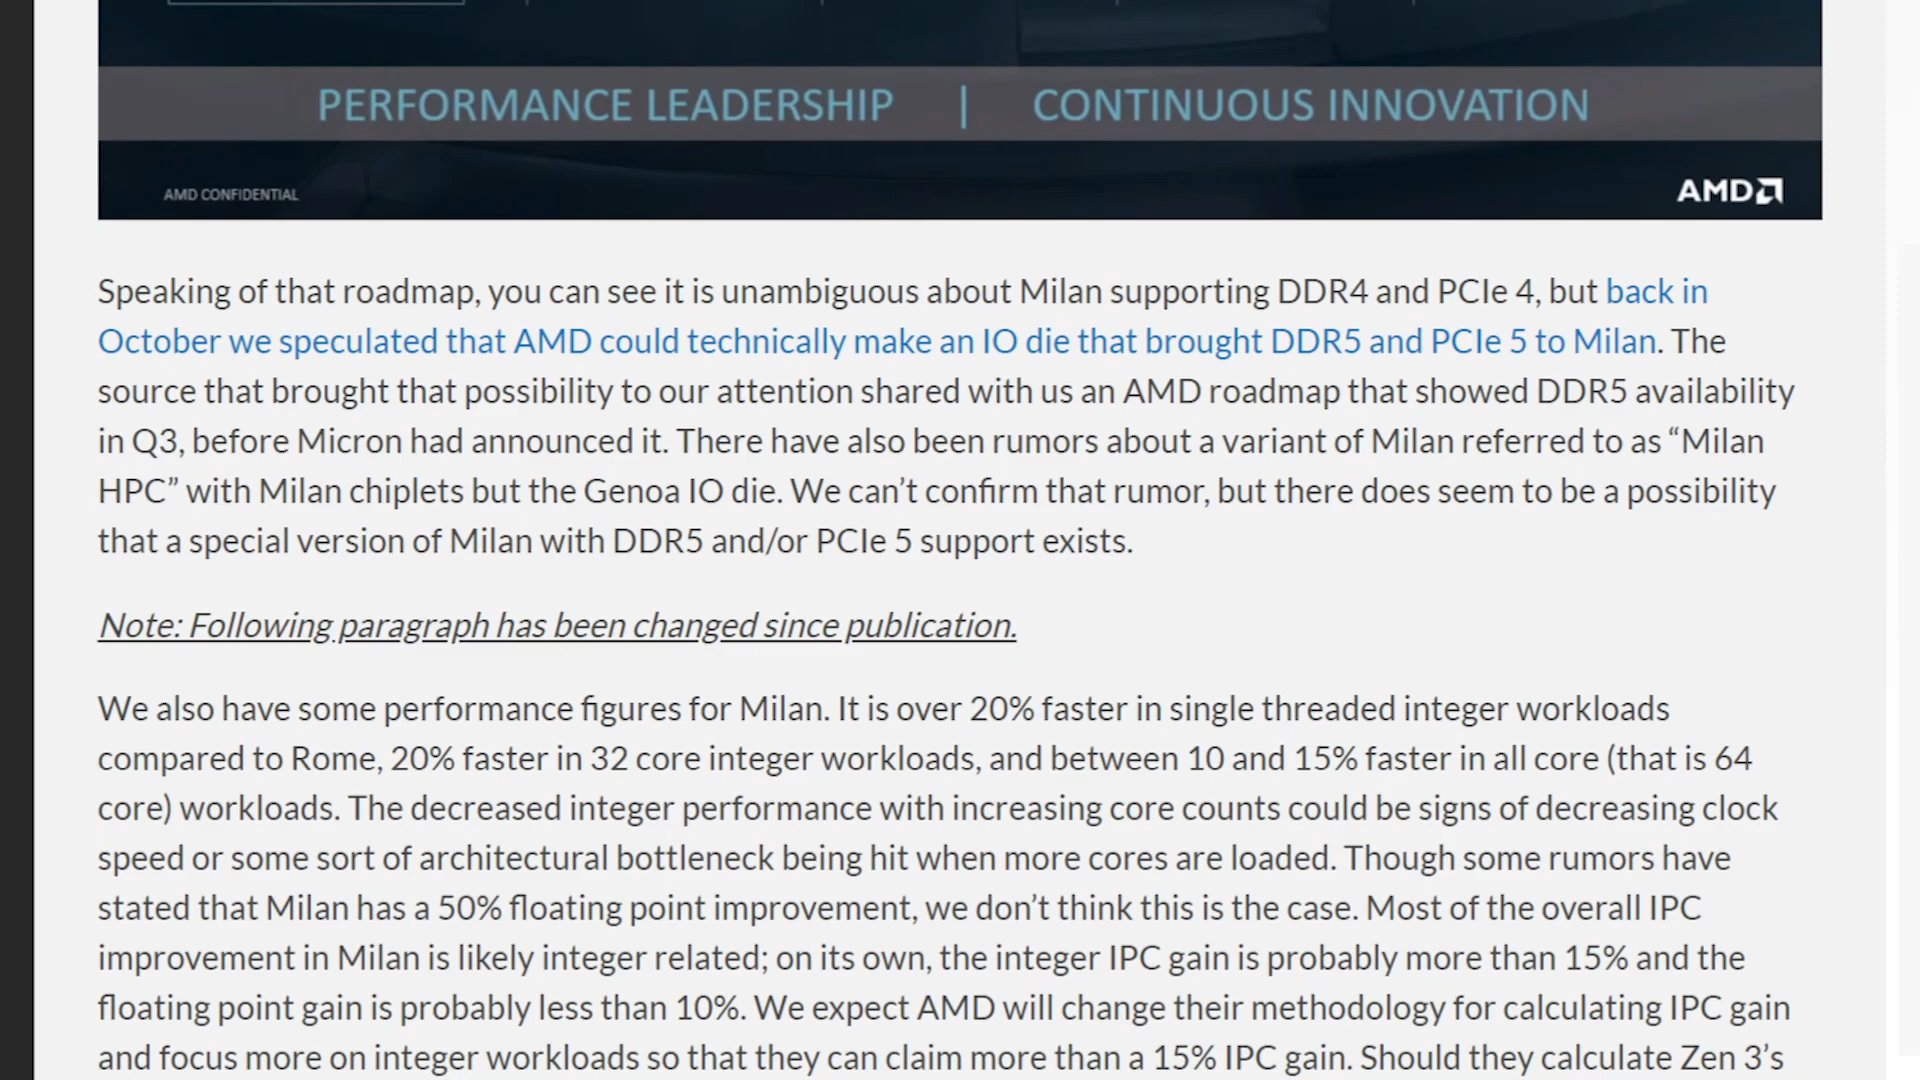 PERFORMANCE LEADERSHIP | CONTINUOUS INNOVATION
AMD CONFIDENTIAL
AMD
Speaking of that roadmap, you can see it is unambiguous about Milan supporting DDR4 and PCIe 4, but back in
October we speculated that AMD could technically make an IO die that brought DDR5 and PCIe 5 to Milan. The
source that brought that possibility to our attention shared with us an AMD roadmap that showed DDR5 availability
in Q3, before Micron had announced it. There have also been rumors about a variant of Milan referred to as “Milan
HPC” with Milan chiplets but the Genoa IO die. We can’t confirm that rumor, but there does seem to be a possibility
that a special version of Milan with DDR5 and/or PCIe 5 support exists.
Note: Following paragraph has been changed since publication.
We also have some performance figures for Milan. It is over 20% faster in single threaded integer workloads
compared to Rome, 20% faster in 32 core integer workloads, and between 10 and 15% faster in all core (that is 64
core) workloads. The decreased integer performance with increasing core counts could be signs of decreasing clock
speed or some sort of architectural bottleneck being hit when more cores are loaded. Though some rumors have
stated that Milan has a 50% floating point improvement, we don’t think this is the case. Most of the overall IPC
improvement in Milan is likely integer related; on its own, the integer IPC gain is probably more than 15% and the
floating point gain is probably less than 10%. We expect AMD will change their methodology for calculating IPC gain
and focus more on integer workloads so that they can claim more than a 15% IPC gain. Should they calculate Zen 3’s